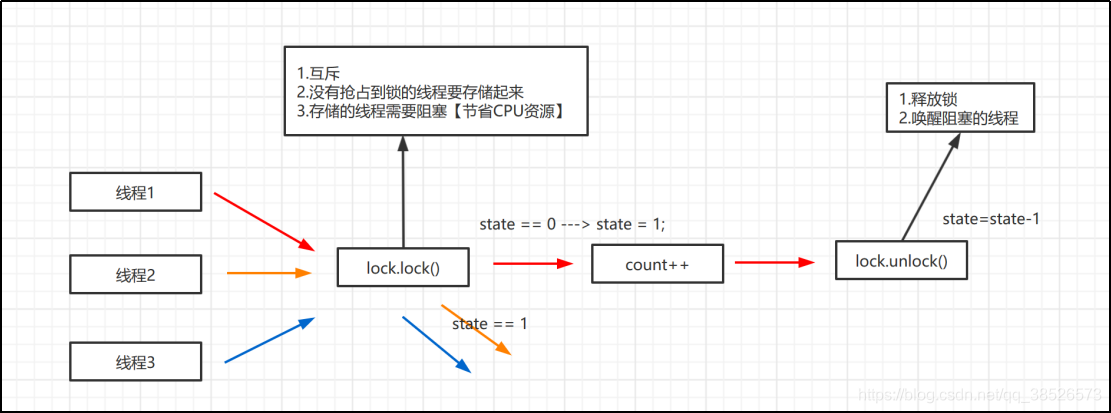 1.互斥
2.没有抢占到锁的线程要存储起来
3.存储的线程需要阻塞【节省CPU资源】
1.释放锁
2.唤醒阻塞的线程
线程1
state == 0 ---> state = 1;
state=state-1
线程2
lock.lock()
count++
lock.unlock()
state == 1
线程3
https://blog.csdn.net/qq_38526573